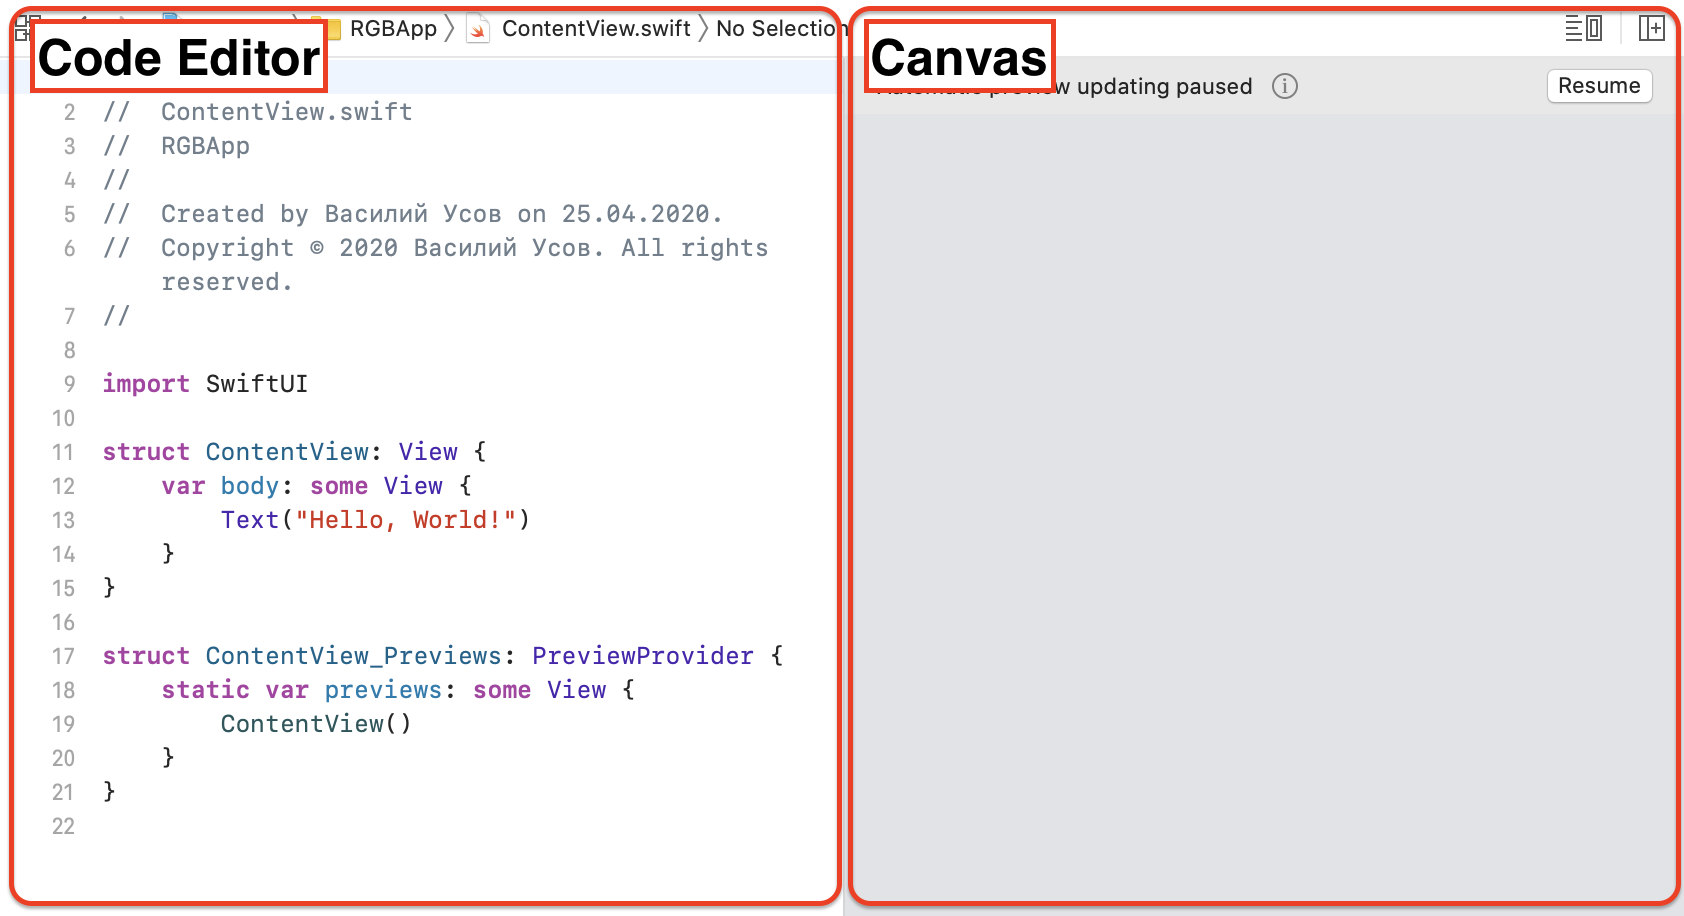 RGBApp ContentView.swift No Selection
Code Editor
2 //  ContentView.swift
3 //  RGBApp
4 //
5 //  Created by Василий Усов on 25.04.2020.
6 //  Copyright © 2020 Василий Усов. All rights
reserved.
7 //
8
9 import SwiftUI
10
11 struct ContentView: View {
12     var body: some View {
13         Text("Hello, World!")
14     }
15 }
16
17 struct ContentView_Previews: PreviewProvider {
18     static var previews: some View {
19         ContentView()
20     }
21 }
22
Canvas
updating paused
Resume